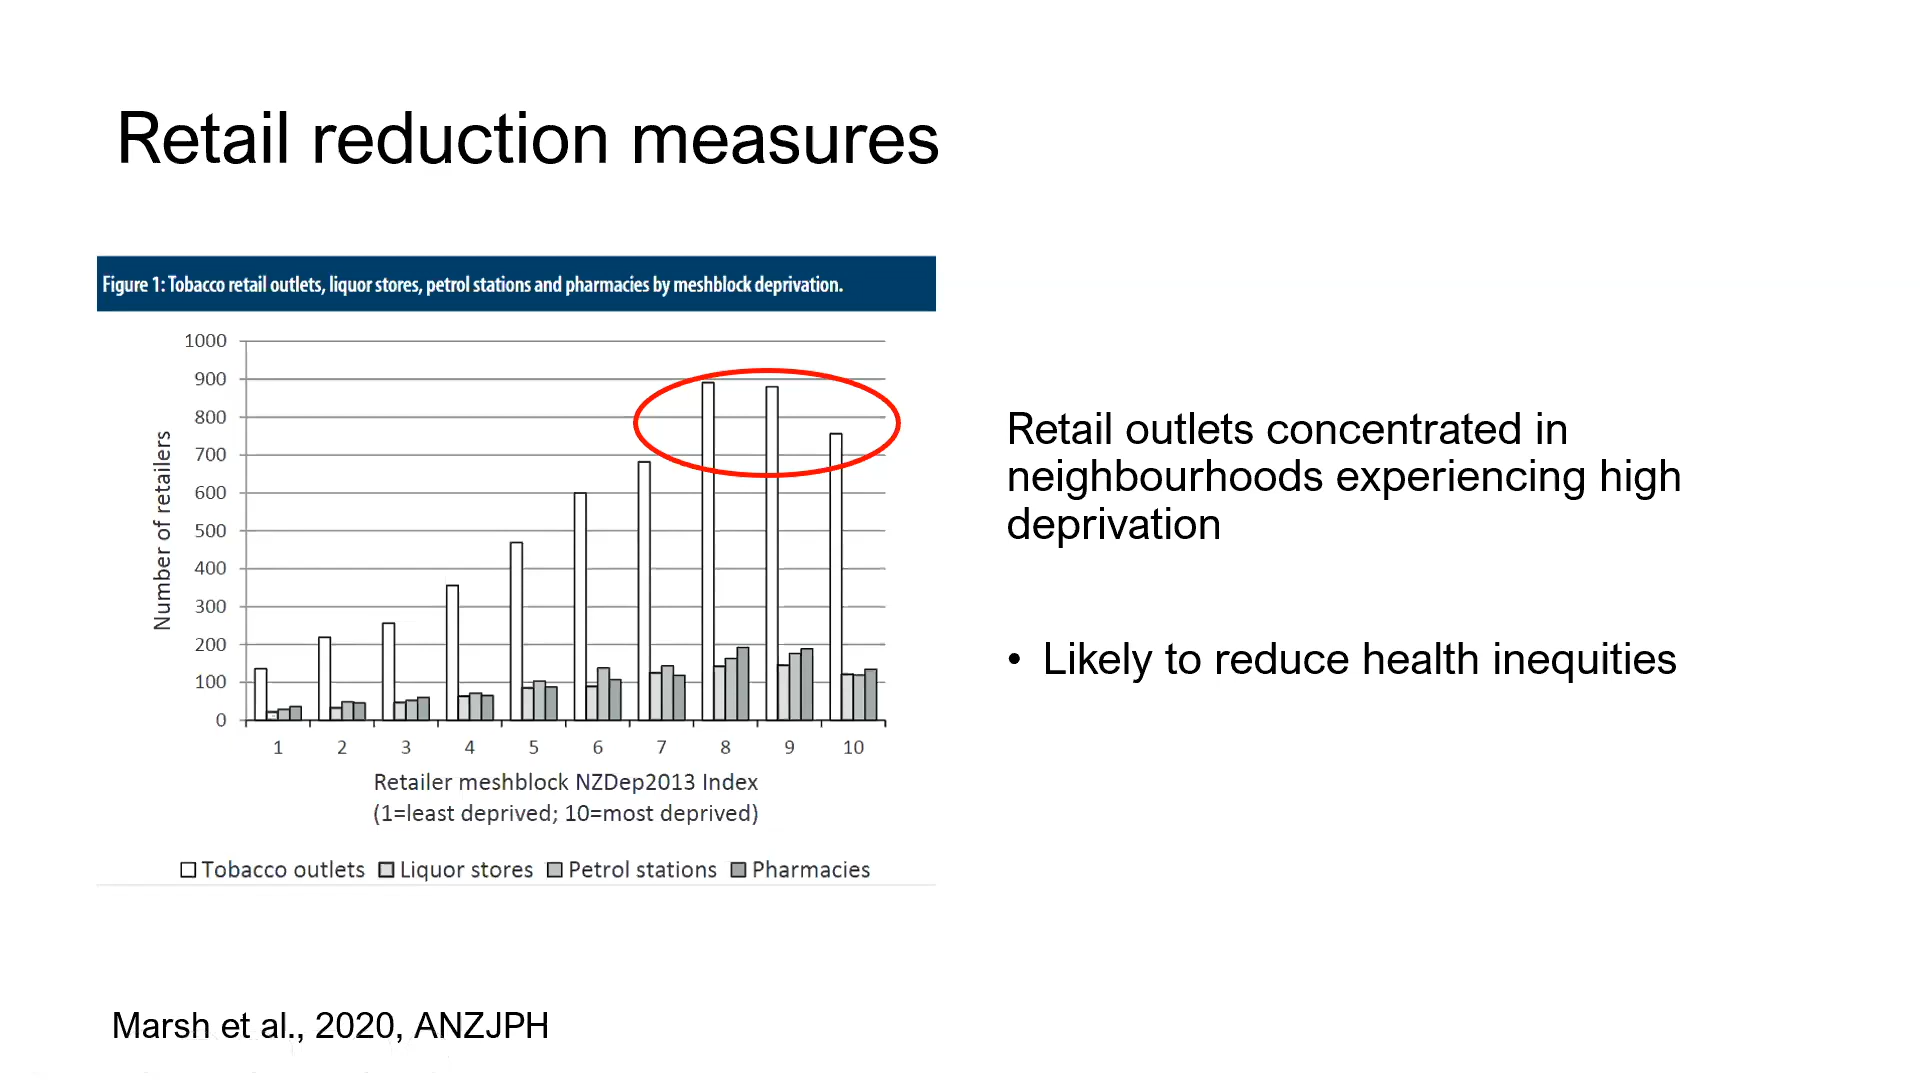 Retail reduction measures
Figure 1: Tobacco retail outlets, liquor stores, petrol stations and pharmacies by meshblock deprivation.
1000
900
800
700
600
500
400
300
200
100
0
Number of retailers
1 2 3 4 5 6 7 8 9 10
Retailer meshblock NZDep2013 Index
(1=least deprived; 10=most deprived)
Tobacco outlets Liquor stores Petrol stations Pharmacies
Retail outlets concentrated in
neighbourhoods experiencing high
deprivation
• Likely to reduce health inequities
Marsh et al., 2020, ANZJPH